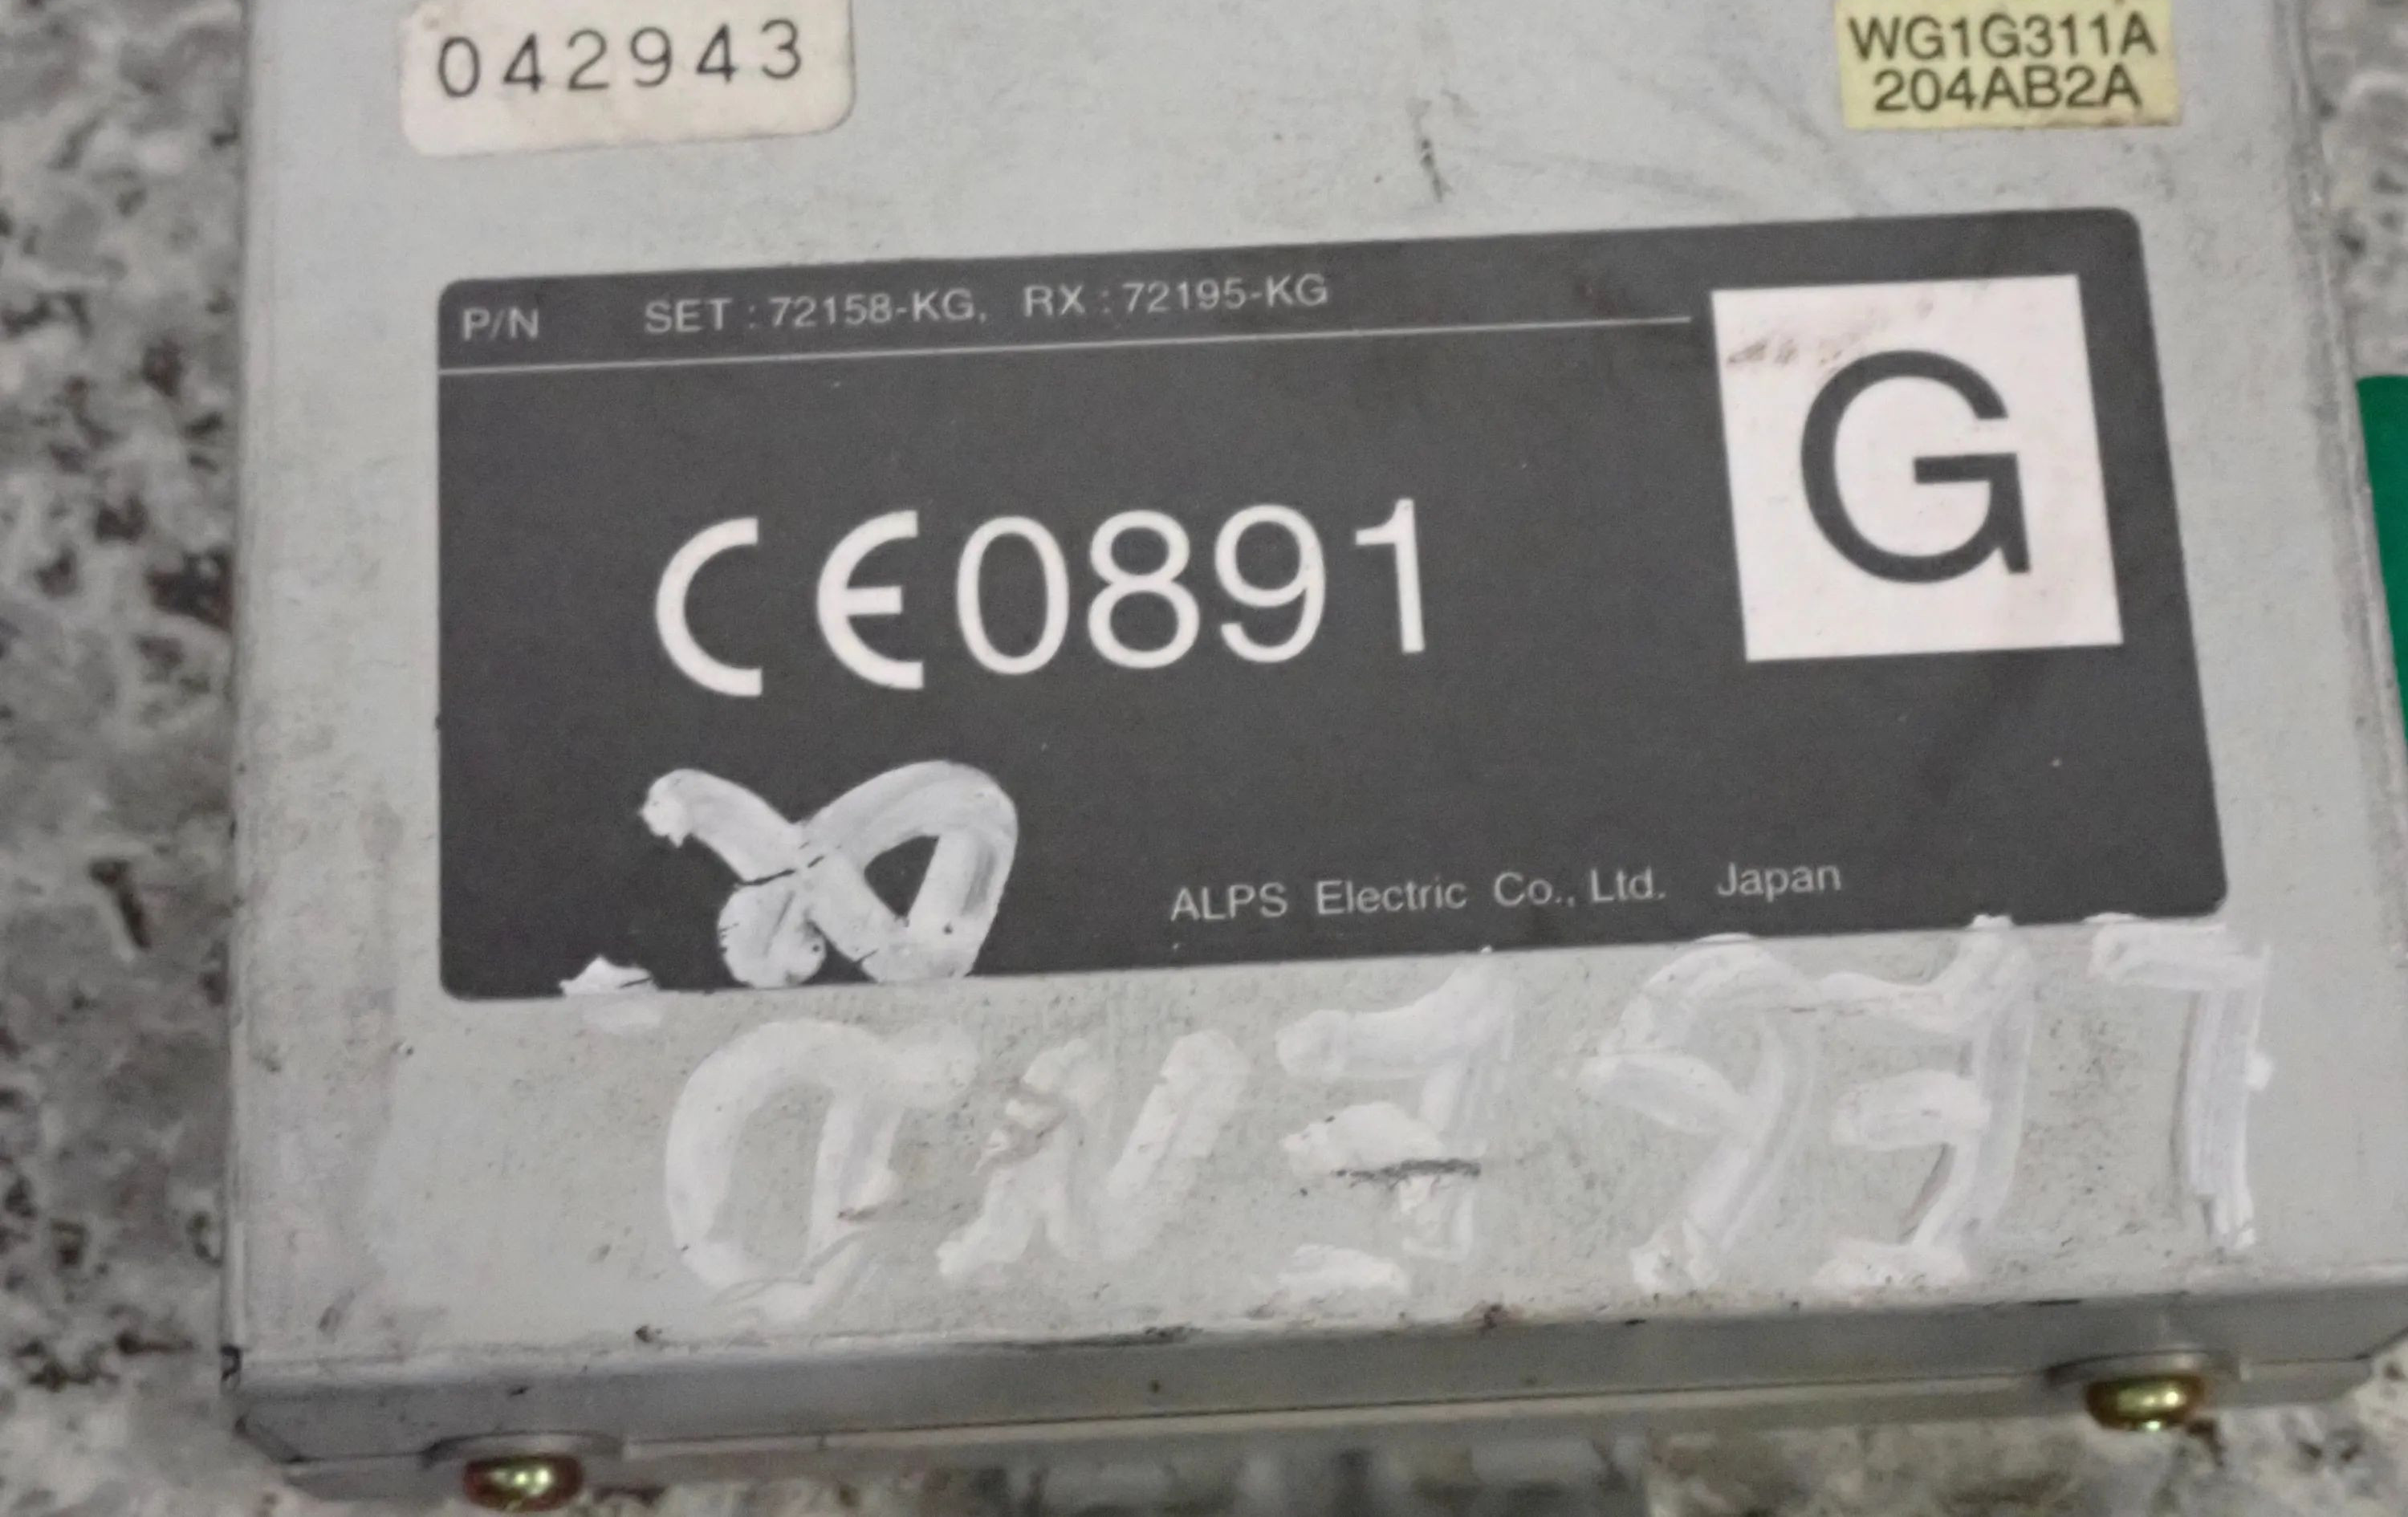 042943
WG1G311A
204AB2A
P/N SET : 72158-KG, RX : 72195-KG
G
CE0891
ALPS Electric Co., Ltd. Japan